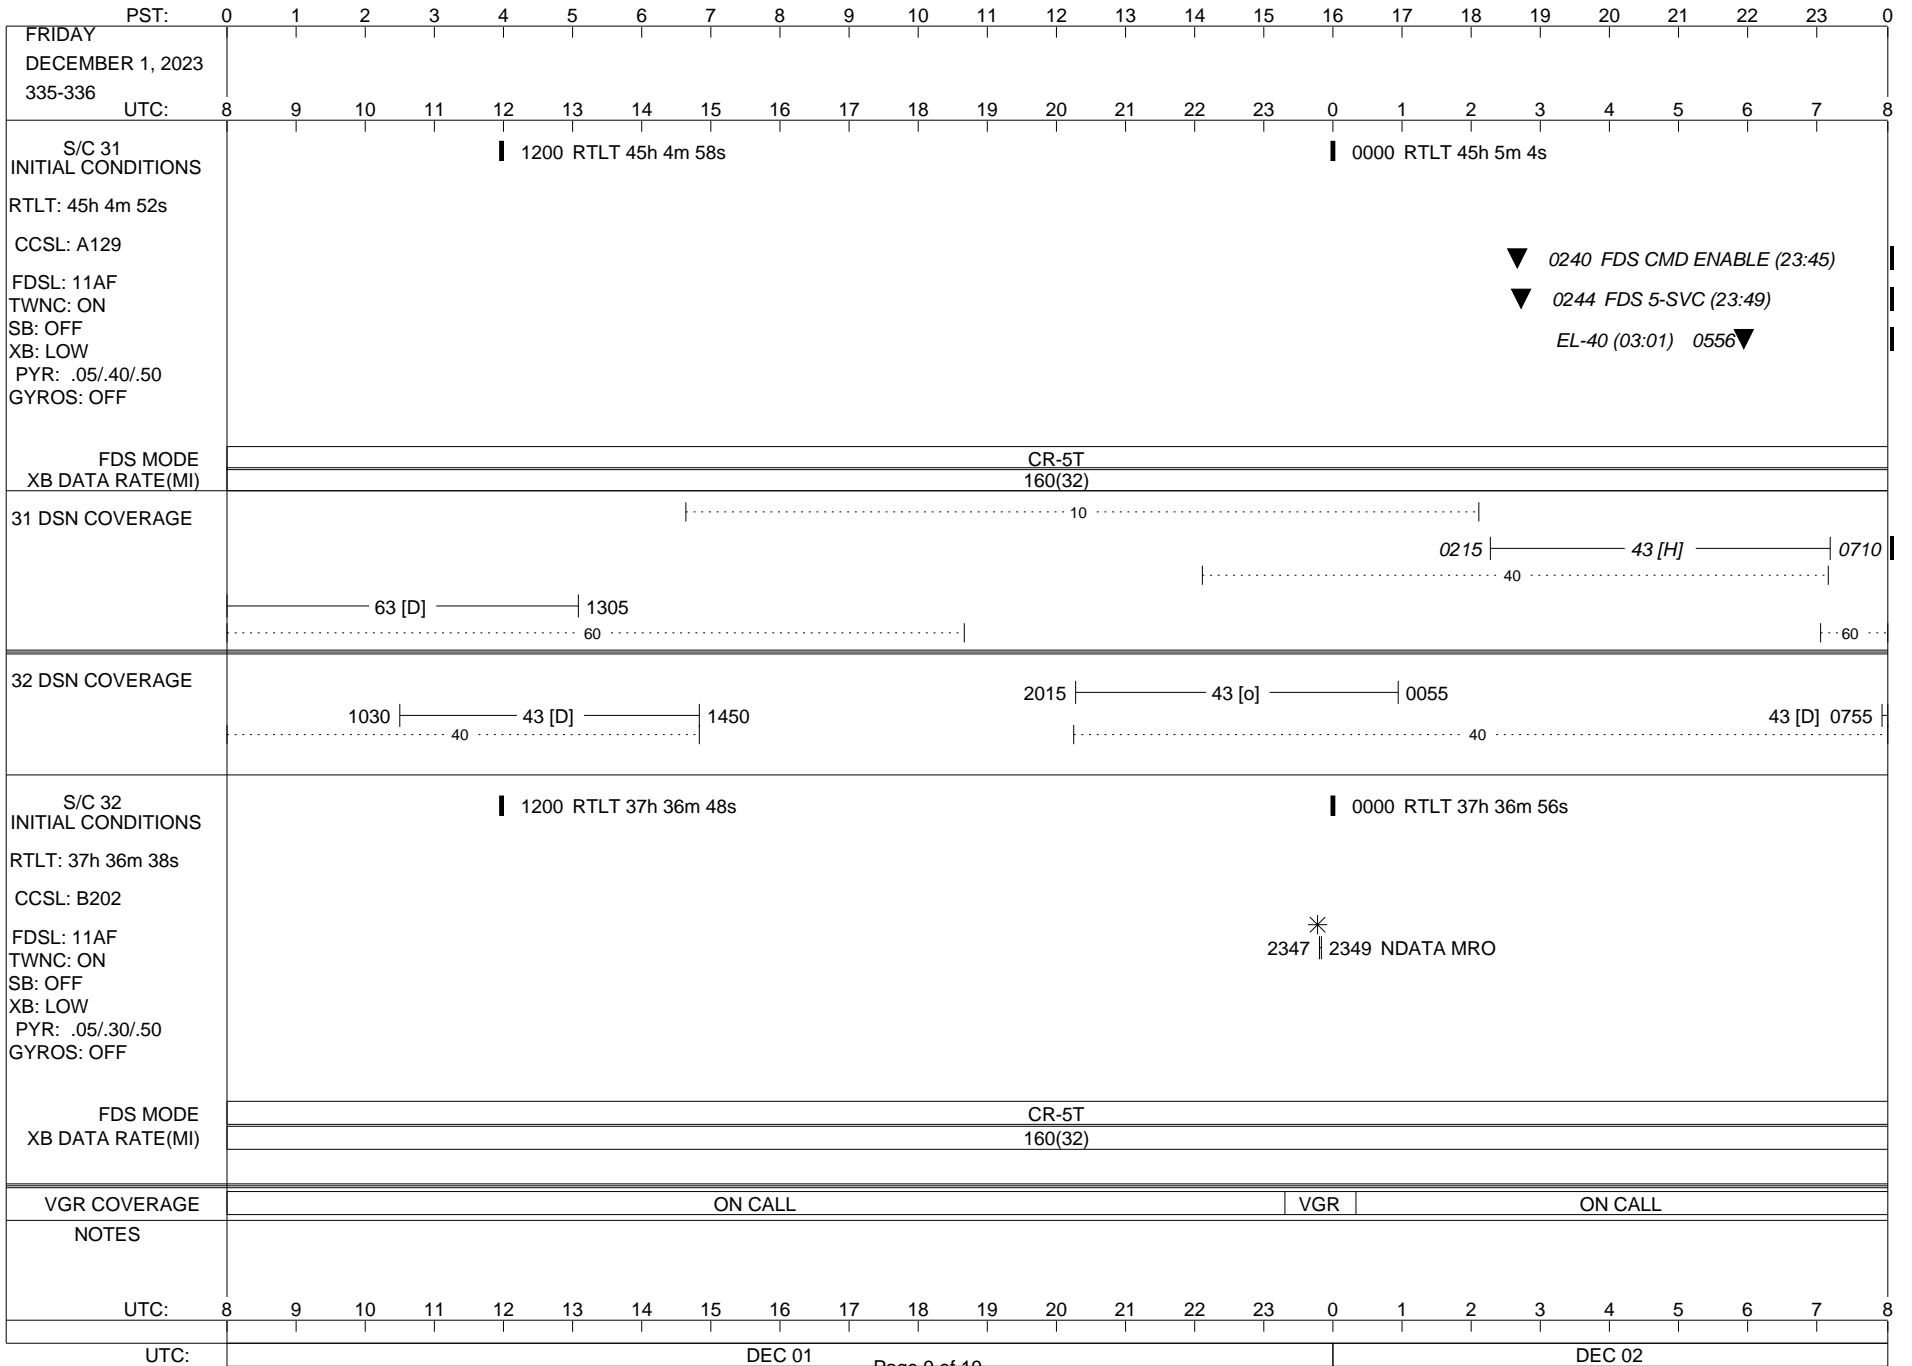 PST: 0 1 2 3 4 5 6 7 8 9 10 11 12 13 14 15 16 17 18 19 20 21 22 23 0
FRIDAY
DECEMBER 1, 2023
335-336
UTC: 8 9 10 11 12 13 14 15 16 17 18 19 20 21 22 23 0 1 2 3 4 5 6 7 8
S/C 31
INITIAL CONDITIONS
1200 RTLT 45h 4m 58s
0000 RTLT 45h 5m 4s
RTLT: 45h 4m 52s
CCSL: A129
0240 FDS CMD ENABLE (23:45)
FDSL: 11AF
TWNC: ON
0244 FDS 5-SVC (23:49)
SB: OFF
XB: LOW
EL-40 (03:01) 0556
PYR: .05/.40/.50
GYROS: OFF
FDS MODE CR-5T
XB DATA RATE(MI) 160(32)
31 DSN COVERAGE
10
0215 43 [H] 0710
40
63 [D] 1305
60 60
32 DSN COVERAGE
2015 43 [o] 0055
1030 43 [D] 1450
43 [D] 0755
40 40
S/C 32
INITIAL CONDITIONS
1200 RTLT 37h 36m 48s
0000 RTLT 37h 36m 56s
RTLT: 37h 36m 38s
CCSL: B202
FDSL: 11AF
2347 2349 NDATA MRO
TWNC: ON
SB: OFF
XB: LOW
PYR: .05/.30/.50
GYROS: OFF
FDS MODE CR-5T
XB DATA RATE(MI) 160(32)
VGR COVERAGE ON CALL VGR ON CALL
NOTES
UTC: 8 9 10 11 12 13 14 15 16 17 18 19 20 21 22 23 0 1 2 3 4 5 6 7 8
UTC: DEC 01 DEC 02